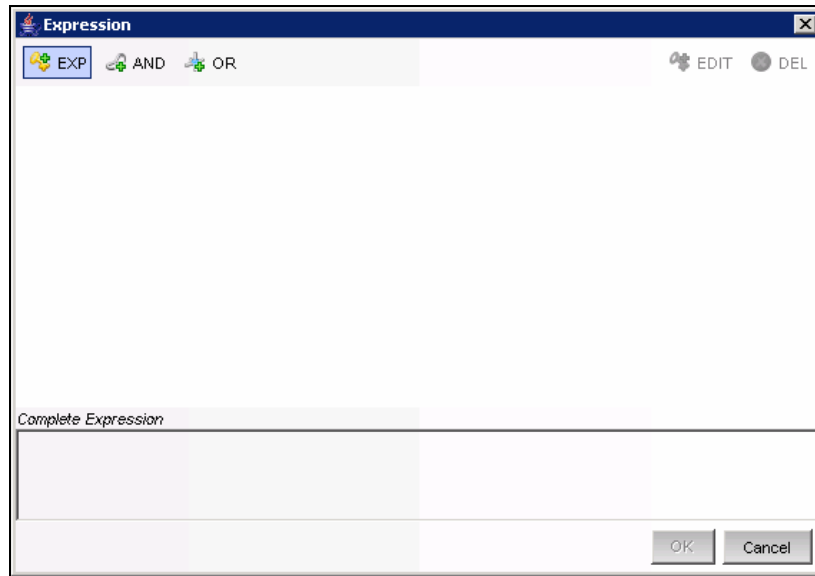 Expression
EXP AND OR EDIT DEL
Complete Expression
OK Cancel